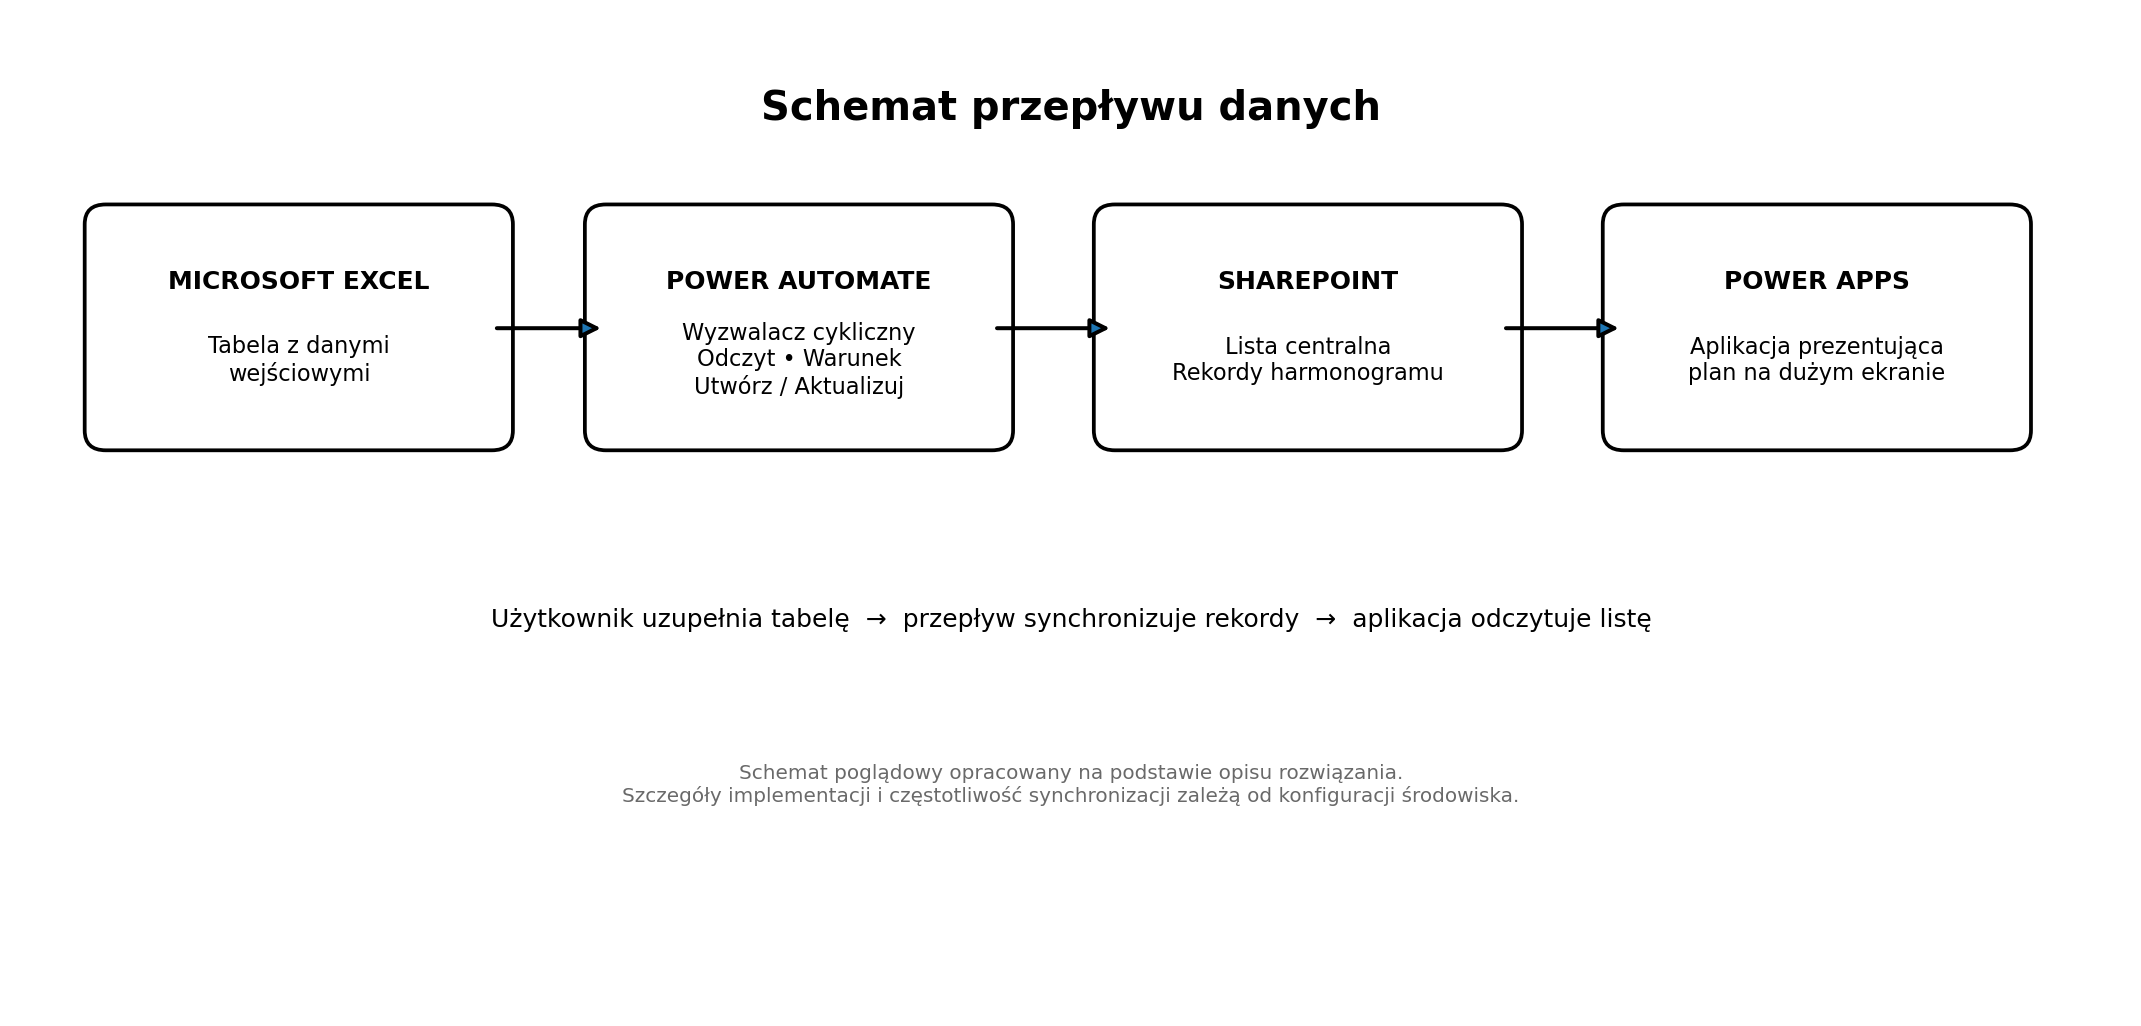 Schemat przepływu danych
MICROSOFT EXCEL
Tabela z danymi
wejściowymi
POWER AUTOMATE
Wyzwalacz cykliczny
Odczyt • Warunek
Utwórz / Aktualizuj
SHAREPOINT
Lista centralna
Rekordy harmonogramu
POWER APPS
Aplikacja prezentująca
plan na dużym ekranie
Użytkownik uzupełnia tabelę → przepływ synchronizuje rekordy → aplikacja odczytuje listę
Schemat poglądowy opracowany na podstawie opisu rozwiązania.
Szczegóły implementacji i częstotliwość synchronizacji zależą od konfiguracji środowiska.